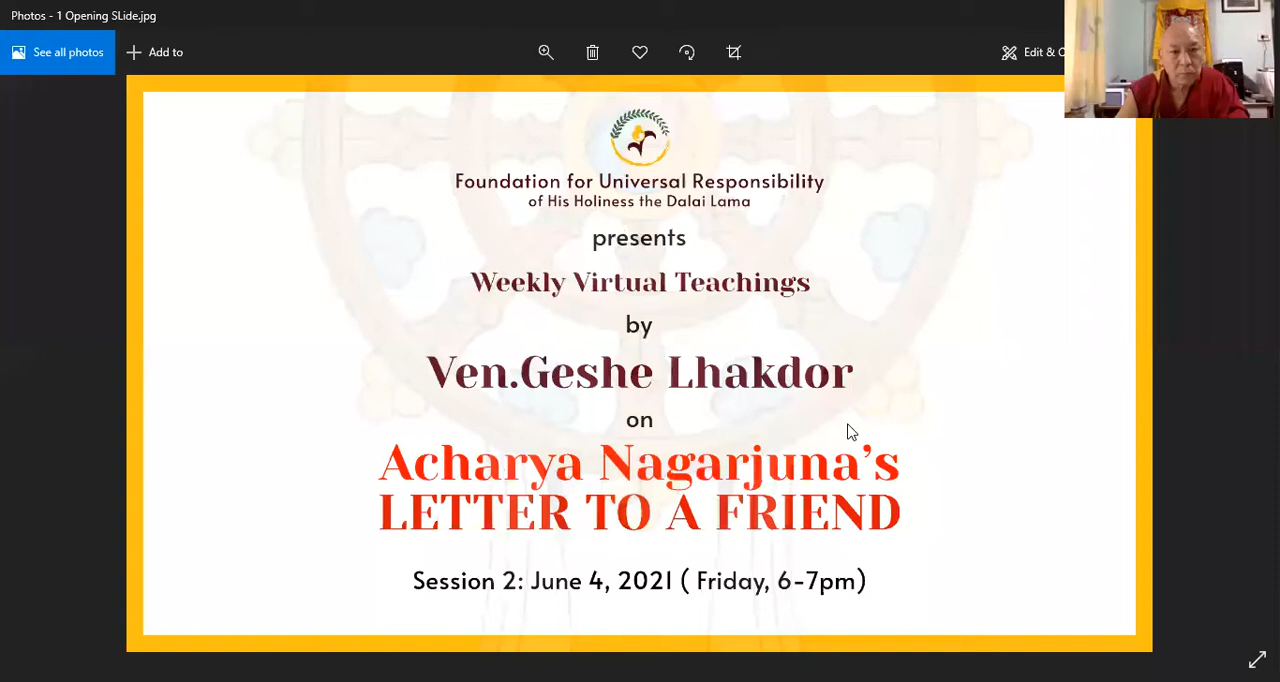 Photos - 1 Opening SLide.jpg
See all photos
Add to
Edit & C
Foundation for Universal Responsibility
of His Holiness the Dalai Lama
presents
Weekly Virtual Teachings
by
Ven.Geshe Lhakdor
on
Acharya Nagarjuna's
LETTER TO A FRIEND
Session 2: June 4, 2021 ( Friday, 6-7pm)